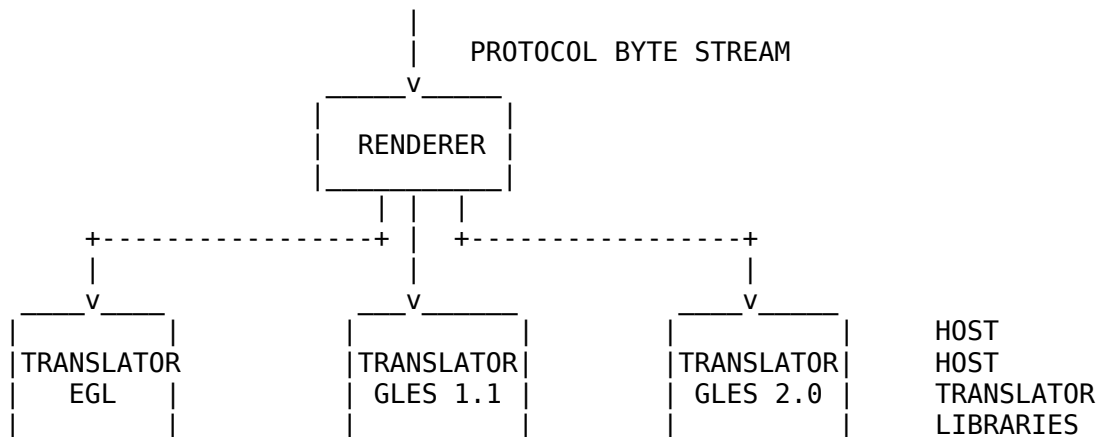 PROTOCOL BYTE STREAM
RENDERER
TRANSLATOR TRANSLATOR TRANSLATOR HOST
EGL GLES 1.1 GLES 2.0 HOST
TRANSLATOR
LIBRARIES